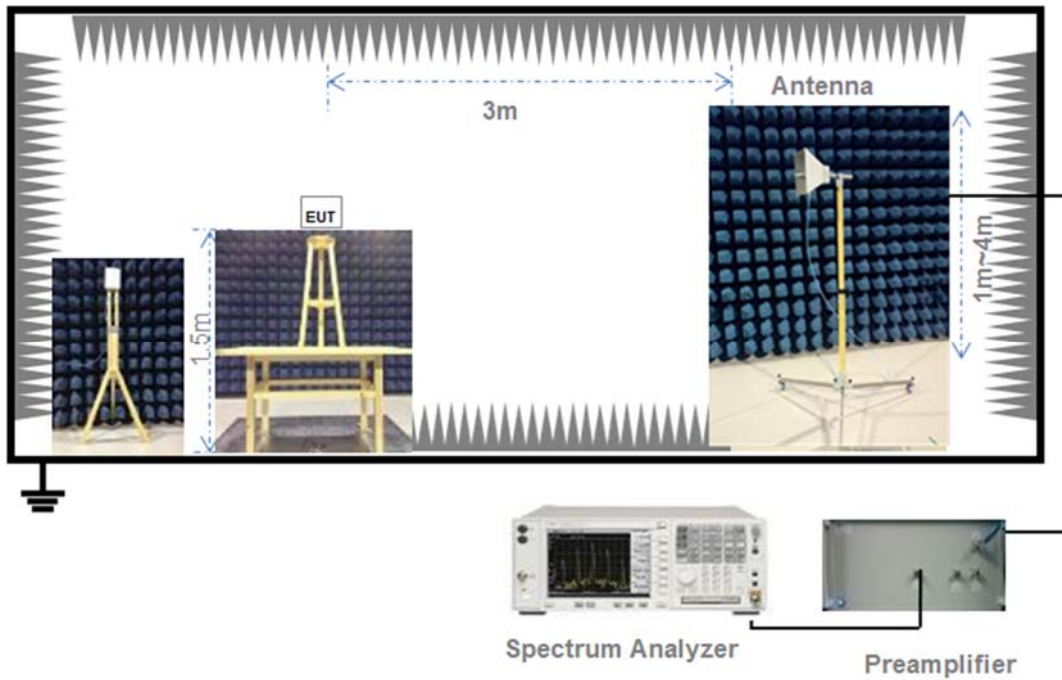 Antenna
3m
EUT
1.5m
1m~4m
Spectrum Analyzer
Preamplifier